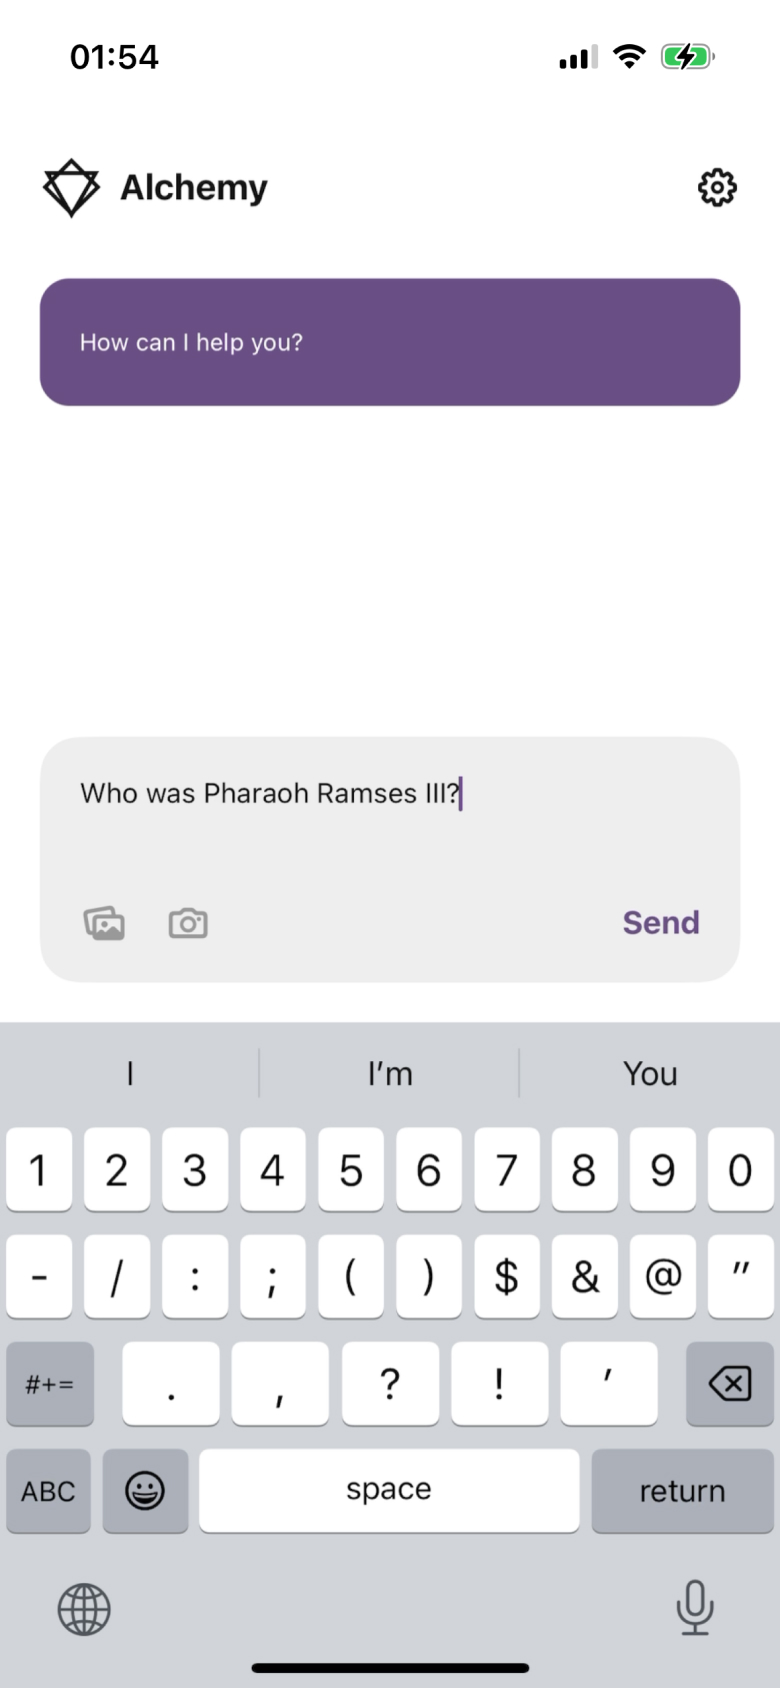 01:54
Alchemy
How can I help you?
Who was Pharaoh Ramses III?
Send
I I’m You
1 2 3 4 5 6 7 8 9 0
- / : ; ( ) $ & @ "
#+= . , ? ! ’
ABC space return